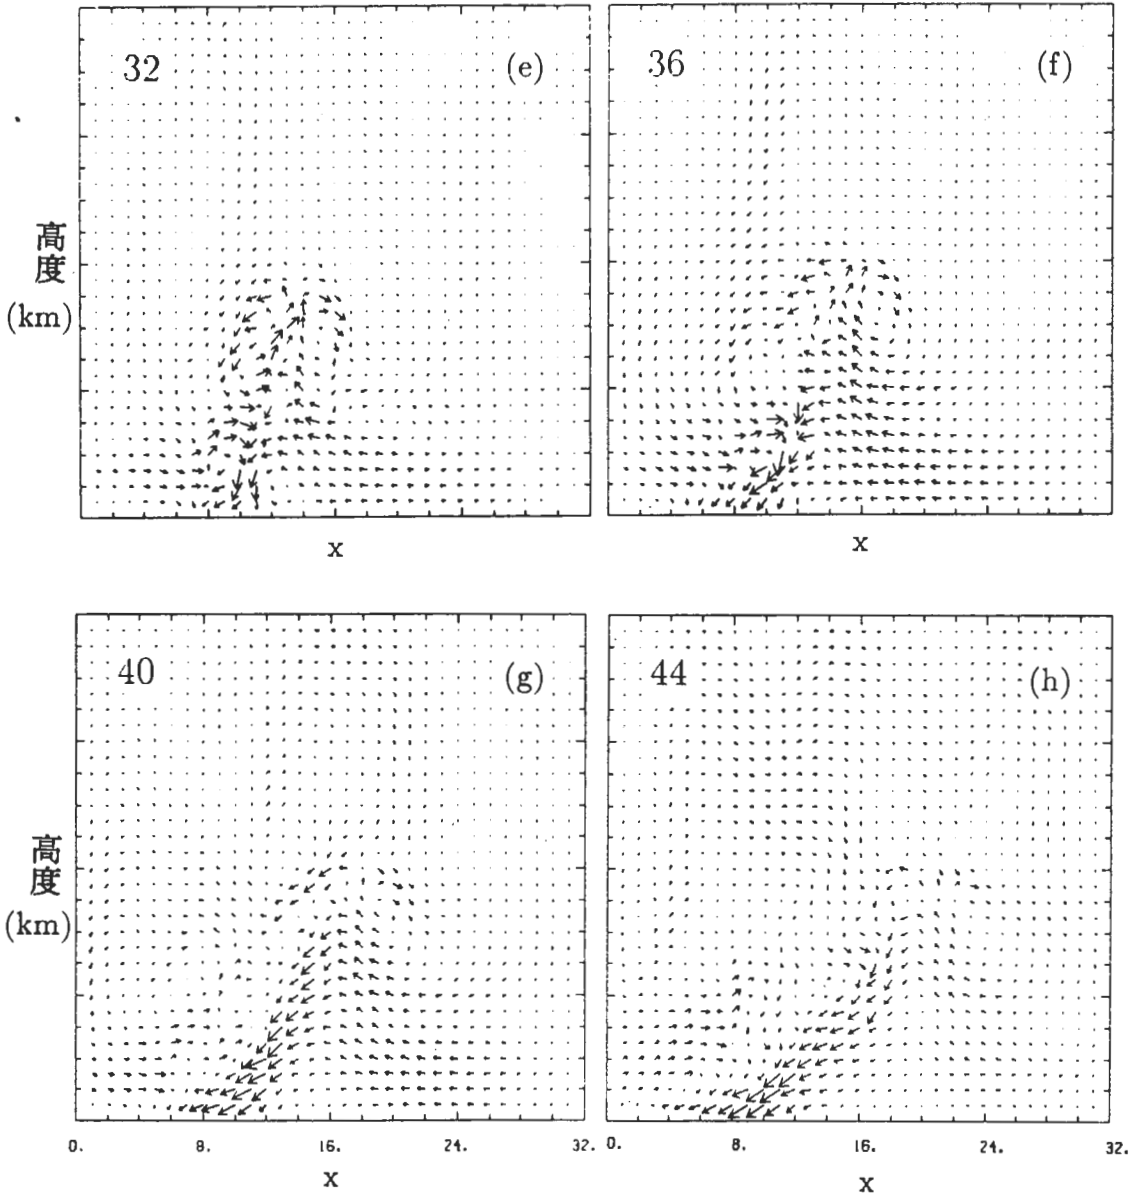 32 (e)
36 (f)
高度
(km)
x
x
40 (g)
44 (h)
高度
(km)
0. 8. 16. 24. 32.
0. 8. 16. 24. 32.
x
x